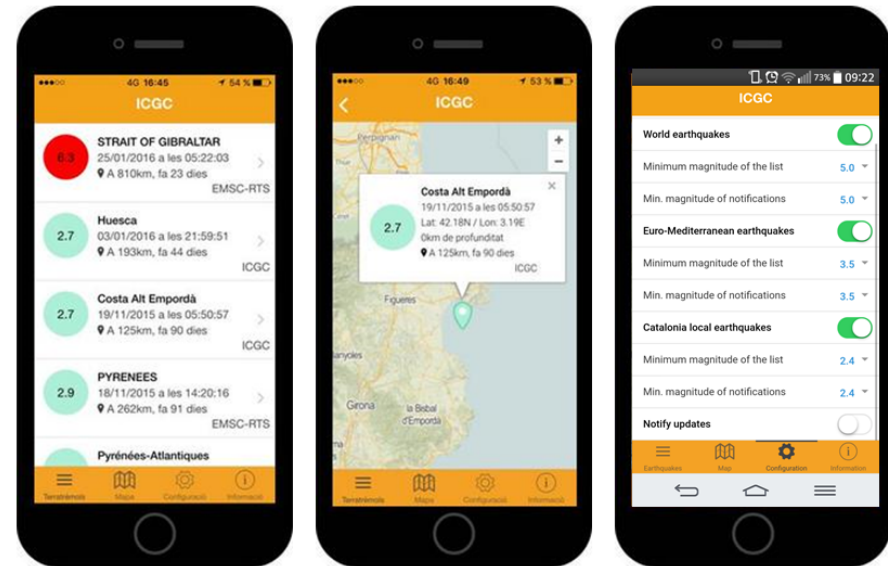 4G 16:45
54 %
ICGC
6.3
STRAIT OF GIBRALTAR
25/01/2016 a les 05:22:03
A 810km, fa 23 dies
EMSC-RTS
2.7
Huesca
03/01/2016 a les 21:59:51
A 193km, fa 44 dies
ICGC
2.7
Costa Alt Empordà
19/11/2015 a les 05:50:57
A 125km, fa 90 dies
ICGC
2.9
PYRENEES
18/11/2015 a les 14:20:16
A 262km, fa 91 dies
EMSC-RTS
Pyrénées-Atlantiques
Terratrèmols Mapa Configuració Informació
4G 16:49
53 %
ICGC
Perpignan
Thuir
+
−
Costa Alt Empordà
×
19/11/2015 a les 05:50:57
2.7
Lat: 42.18N / Lon: 3.19E
0km de profunditat
A 125km, fa 90 dies
ICGC
Figueres
anyoles
Girona
la Bisbal
d'Empordà
Terratrèmols Mapa Configuració Informació
73% 09:22
ICGC
World earthquakes
Minimum magnitude of the list 5.0
Min. magnitude of notifications 5.0
Euro-Mediterranean earthquakes
Minimum magnitude of the list 3.5
Min. magnitude of notifications 3.5
Catalonia local earthquakes
Minimum magnitude of the list 2.4
Min. magnitude of notifications 2.4
Notify updates
Earthquakes Map Configuration Information